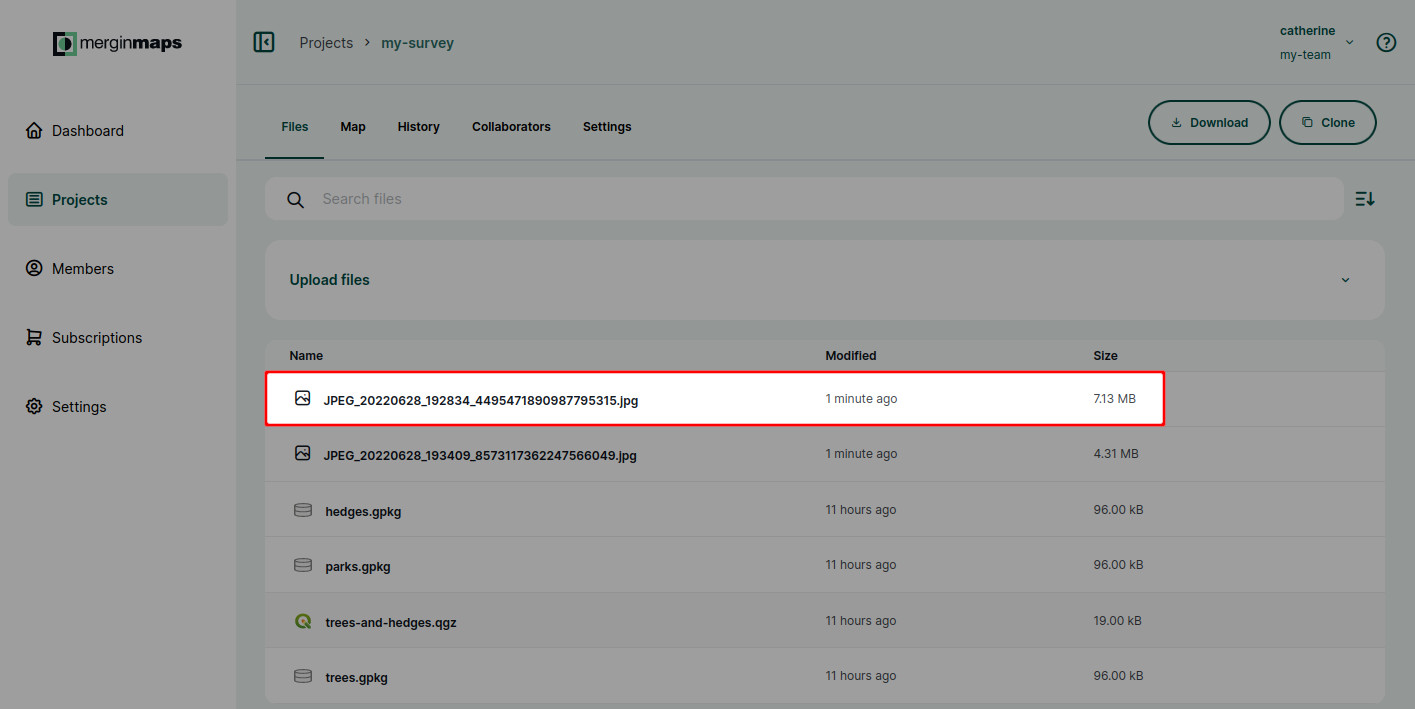 merginmaps
Projects > my-survey
catherine
my-team
Dashboard
Projects
Members
Subscriptions
Settings
Files Map History Collaborators Settings
Download Clone
Search files
Upload files
Name Modified Size
JPEG_20220628_192834_4495471890987795315.jpg 1 minute ago 7.13 MB
JPEG_20220628_193409_8573117362247566049.jpg 1 minute ago 4.31 MB
hedges.gpkg 11 hours ago 96.00 kB
parks.gpkg 11 hours ago 96.00 kB
trees-and-hedges.qgz 11 hours ago 19.00 kB
trees.gpkg 11 hours ago 96.00 kB